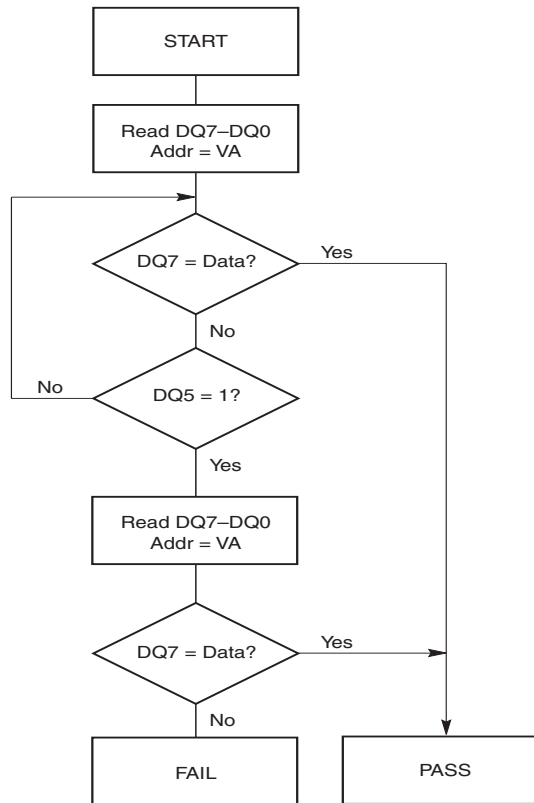 START
Read DQ7–DQ0
Addr = VA
DQ7 = Data?
Yes
No
No
DQ5 = 1?
Yes
Read DQ7–DQ0
Addr = VA
DQ7 = Data?
Yes
No
FAIL
PASS